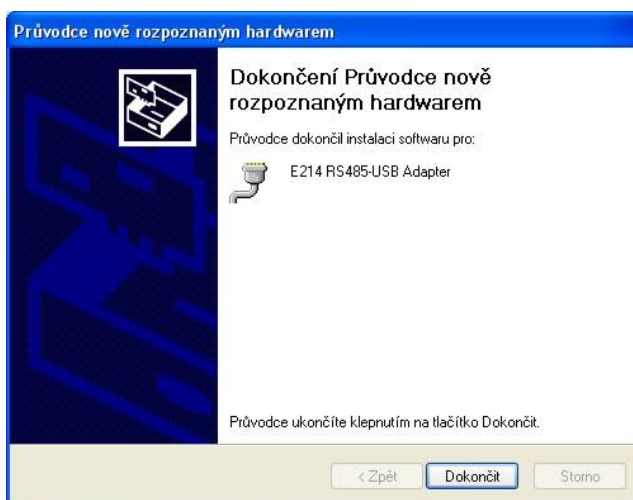 Průvodce nově rozpoznaným hardwarem
Dokončení Průvodce nově
rozpoznaným hardwarem
Průvodce dokončil instalaci softwaru pro:
E214 RS485-USB Adapter
Průvodce ukončíte klepnutím na tlačítko Dokončit.
< Zpět Dokončit Storno